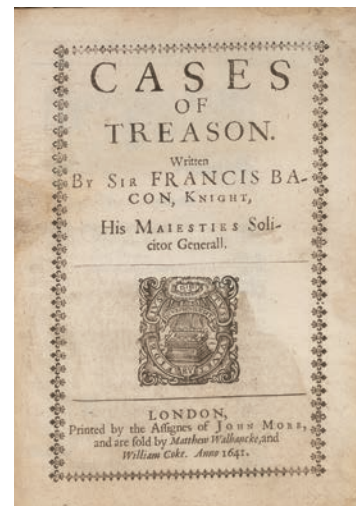 CASES
OF
TREASON.
Written
BY SIR FRANCIS BA-
CON, KNIGHT,
His MAIESTIES Soli-
citor Generall.
LONDON,
Printed by the Assignes of JOHN MORE,
and are sold by Matthew Walbancke, and
William Coke. Anno 1641.